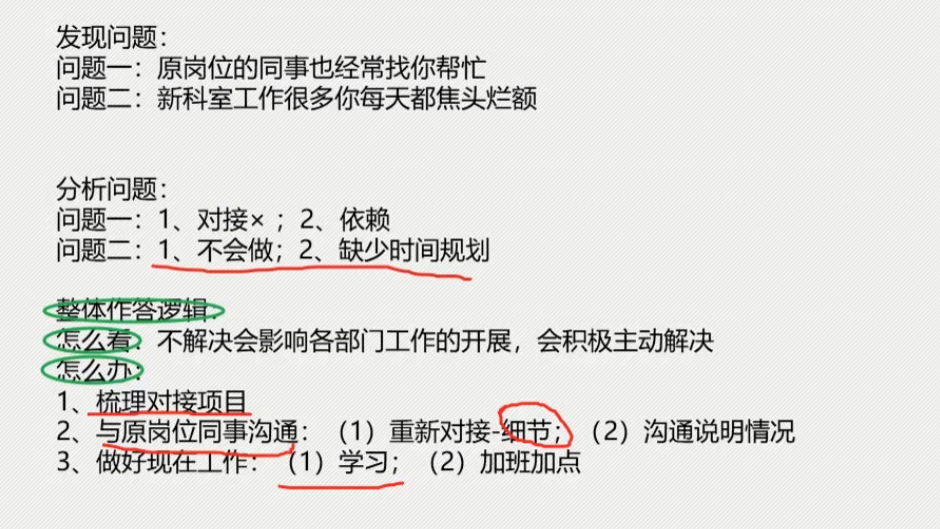 发现问题：
问题一：原岗位的同事也经常找你帮忙
问题二：新科室工作很多你每天都焦头烂额
分析问题：
问题一：1、对接×；2、依赖
问题二：1、不会做；2、缺少时间规划
整体作答逻辑：
怎么看：不解决会影响各部门工作的开展，会积极主动解决
怎么办：
1、梳理对接项目
2、与原岗位同事沟通：（1）重新对接-细节；（2）沟通说明情况
3、做好现在工作：（1）学习；（2）加班加点